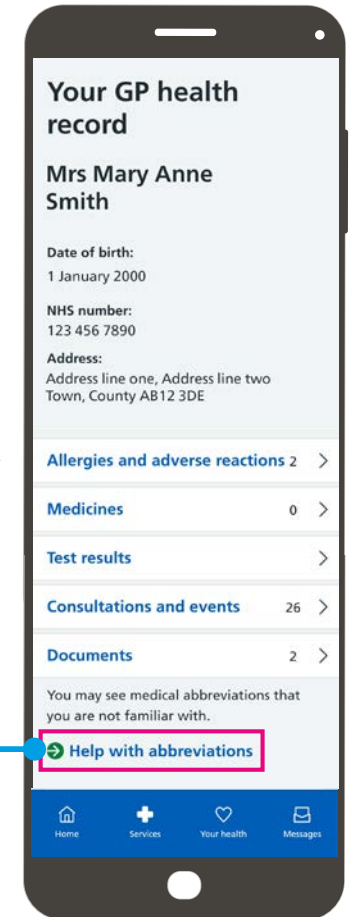 Your GP health
record
Mrs Mary Anne
Smith
Date of birth:
1 January 2000
NHS number:
123 456 7890
Address:
Address line one, Address line two
Town, County AB12 3DE
Allergies and adverse reactions 2
Medicines 0
Test results
Consultations and events 26
Documents 2
You may see medical abbreviations that
you are not familiar with.
Help with abbreviations
Home Services Your health Messages